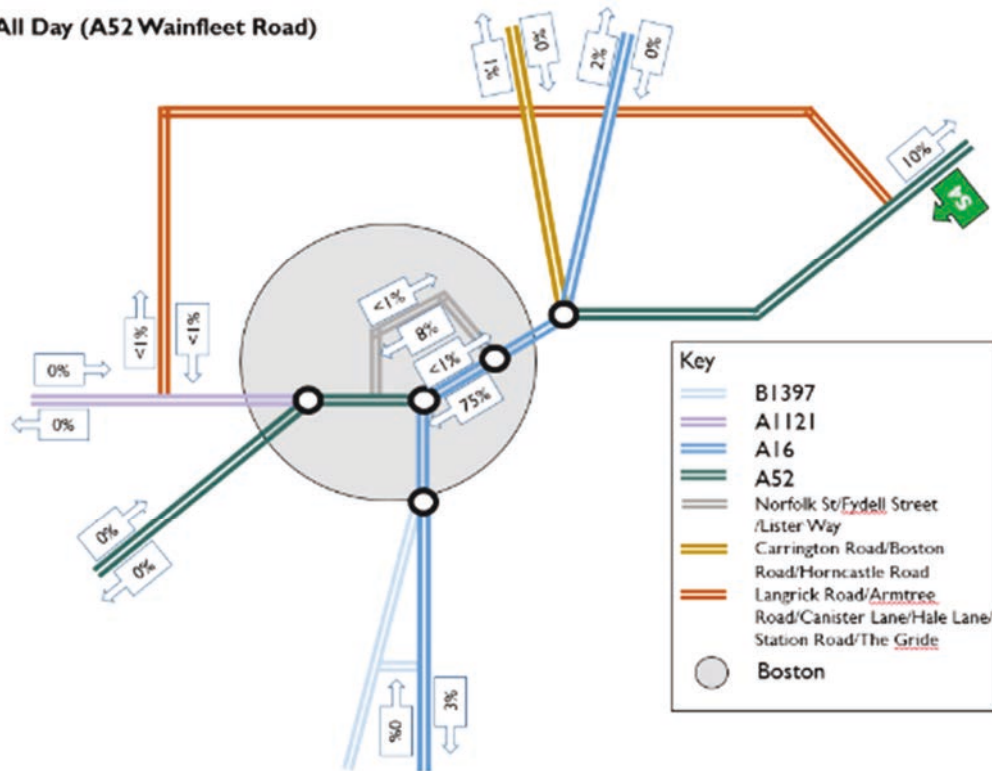 All Day (A52 Wainfleet Road)
1%
0%
2%
0%
10%
SA
<1%
8%
<1%
75%
<1%
<1%
0%
0%
0%
0%
0%
3%
Key
B1397
A1121
A16
A52
Norfolk St/Fydell Street
/Lister Way
Carrington Road/Boston
Road/Horncastle Road
Langrick Road/Armtree
Road/Canister Lane/Hale Lane/
Station Road/The Gride
Boston